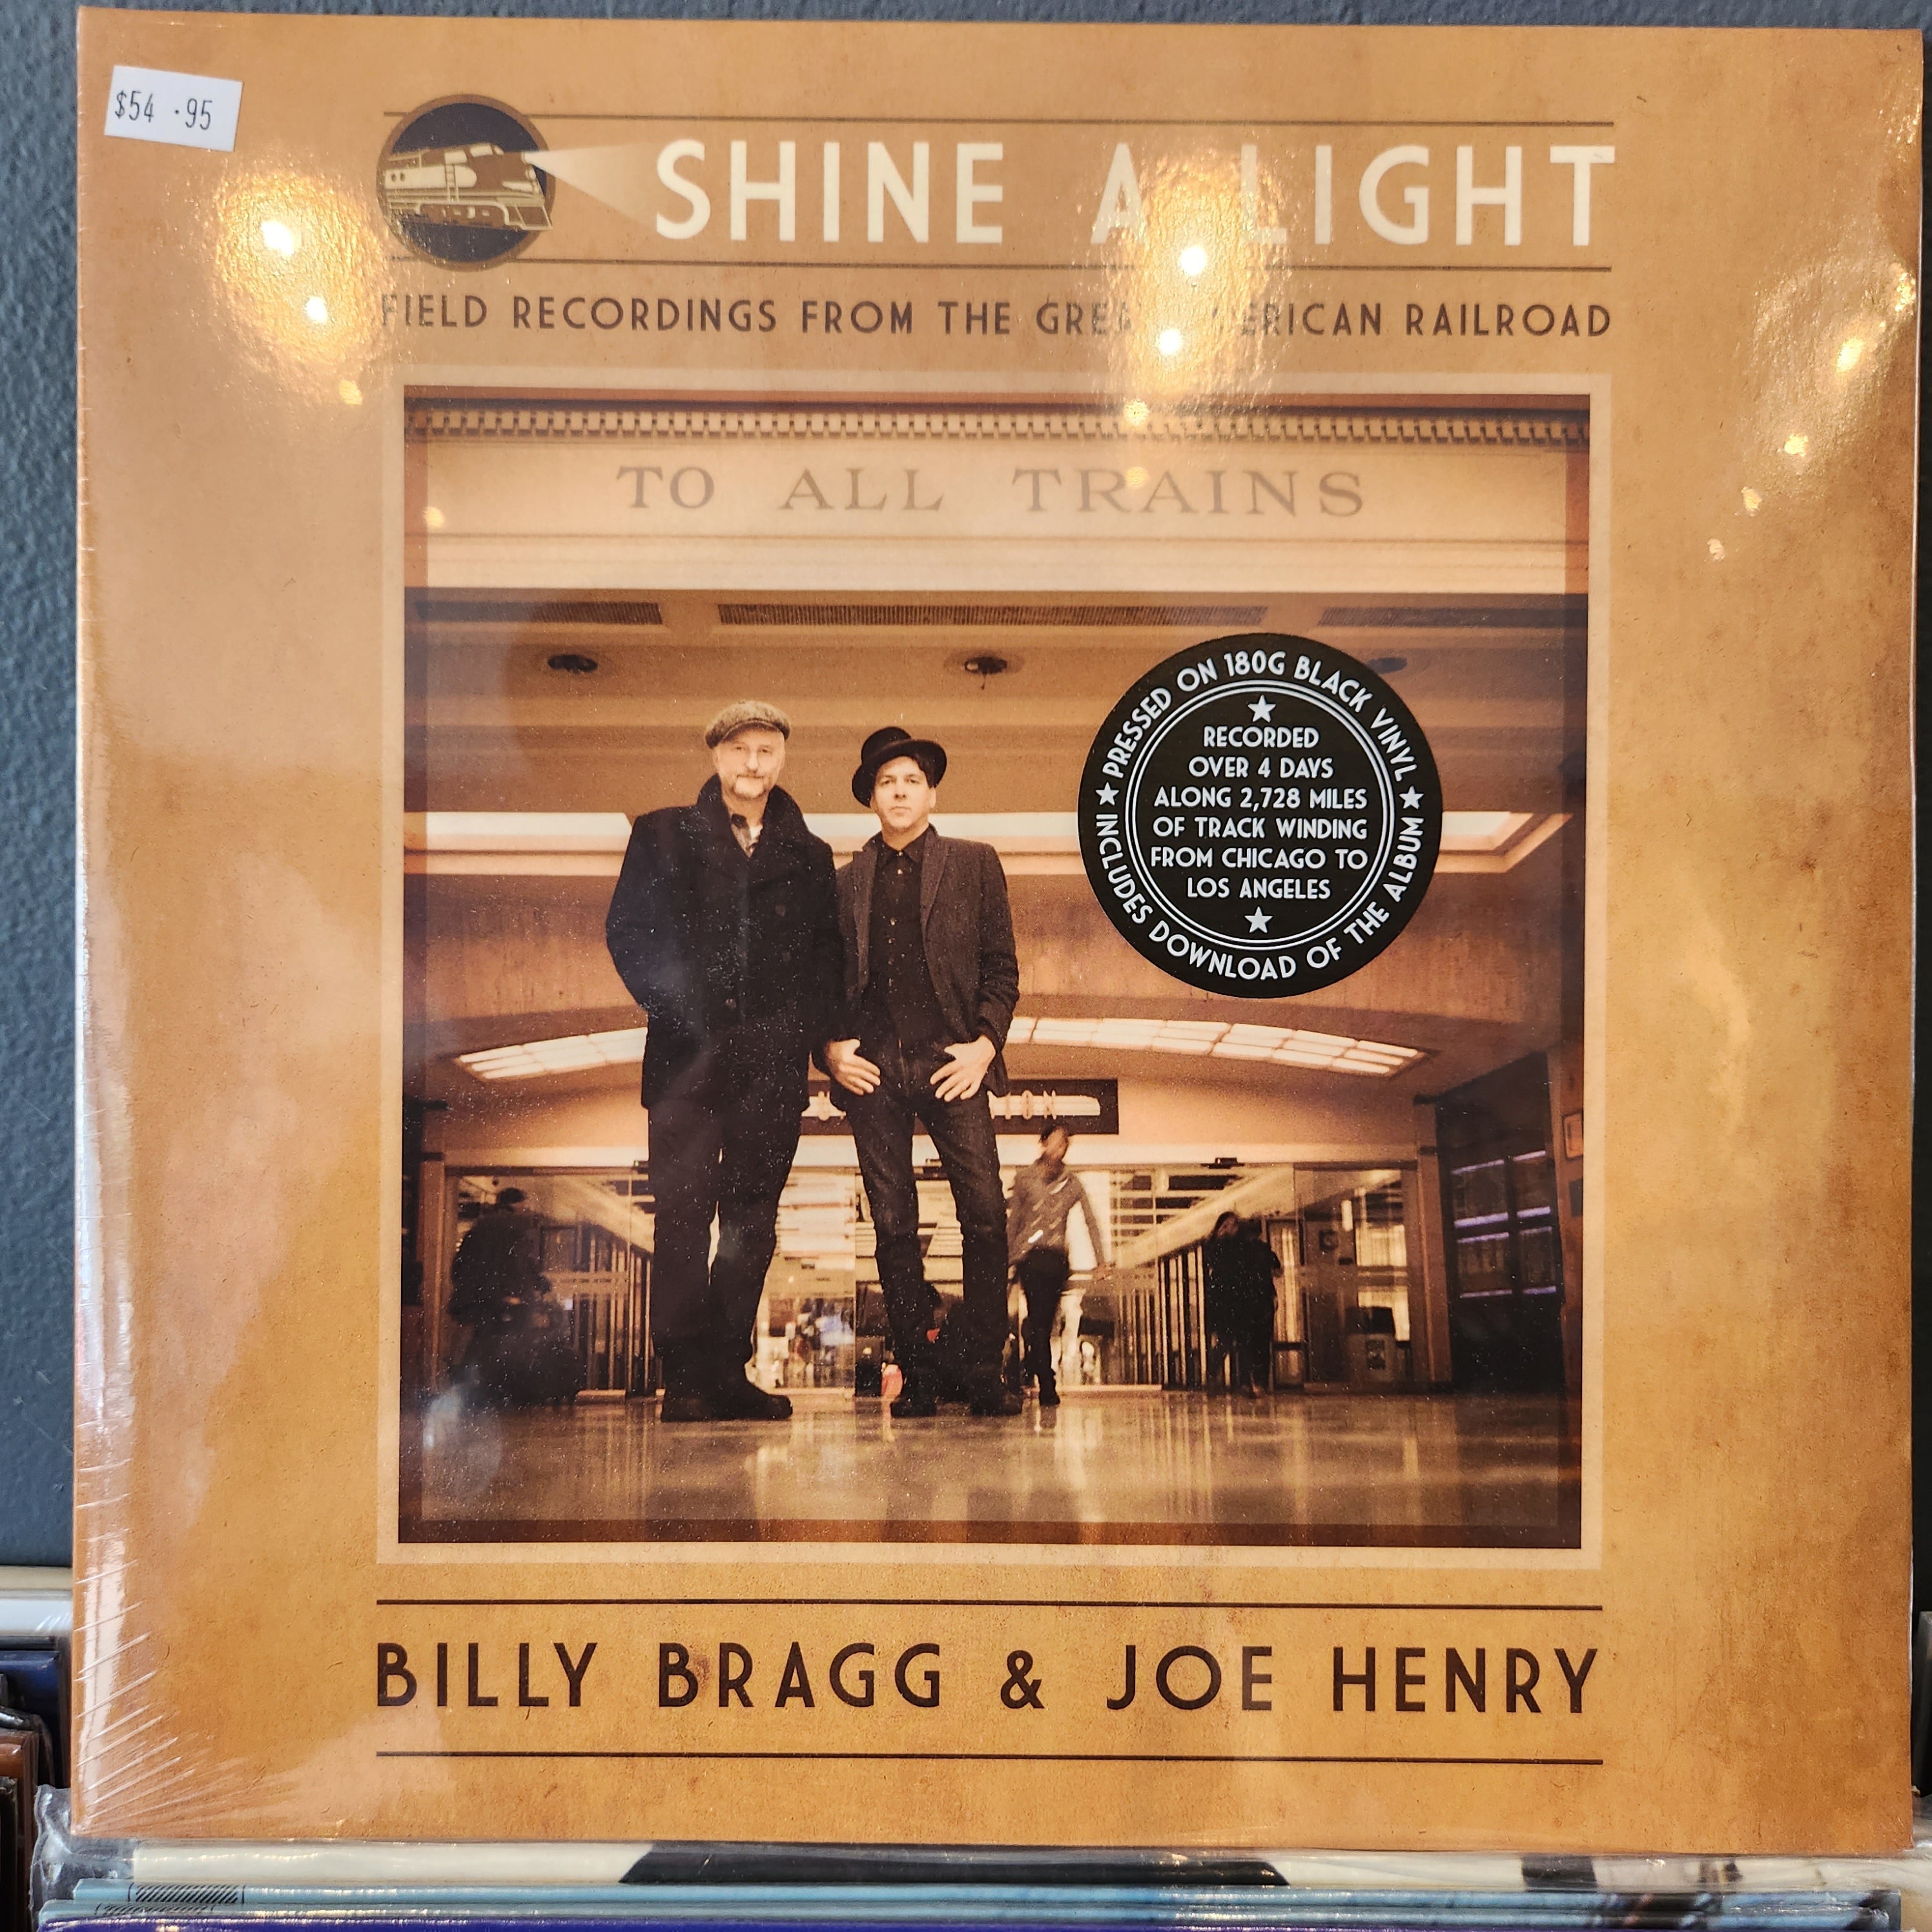 $54 .95
SHINE A LIGHT
FIELD RECORDINGS FROM THE GREAT AMERICAN RAILROAD
TO ALL TRAINS
PRESSED ON 180G BLACK VINYL
RECORDED
OVER 4 DAYS
ALONG 2,728 MILES
OF TRACK WINDING
FROM CHICAGO TO
LOS ANGELES
INCLUDES DOWNLOAD OF THE ALBUM
BILLY BRAGG & JOE HENRY